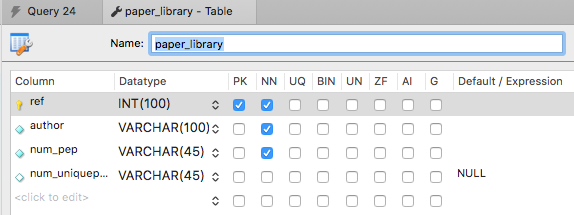 Query 24 paper_library - Table
Name: paper_library
Column Datatype PK NN UQ BIN UN ZF AI G Default / Expression
ref INT(100)
author VARCHAR(100)
num_pep VARCHAR(45)
num_uniquep... VARCHAR(45) NULL
<click to edit>